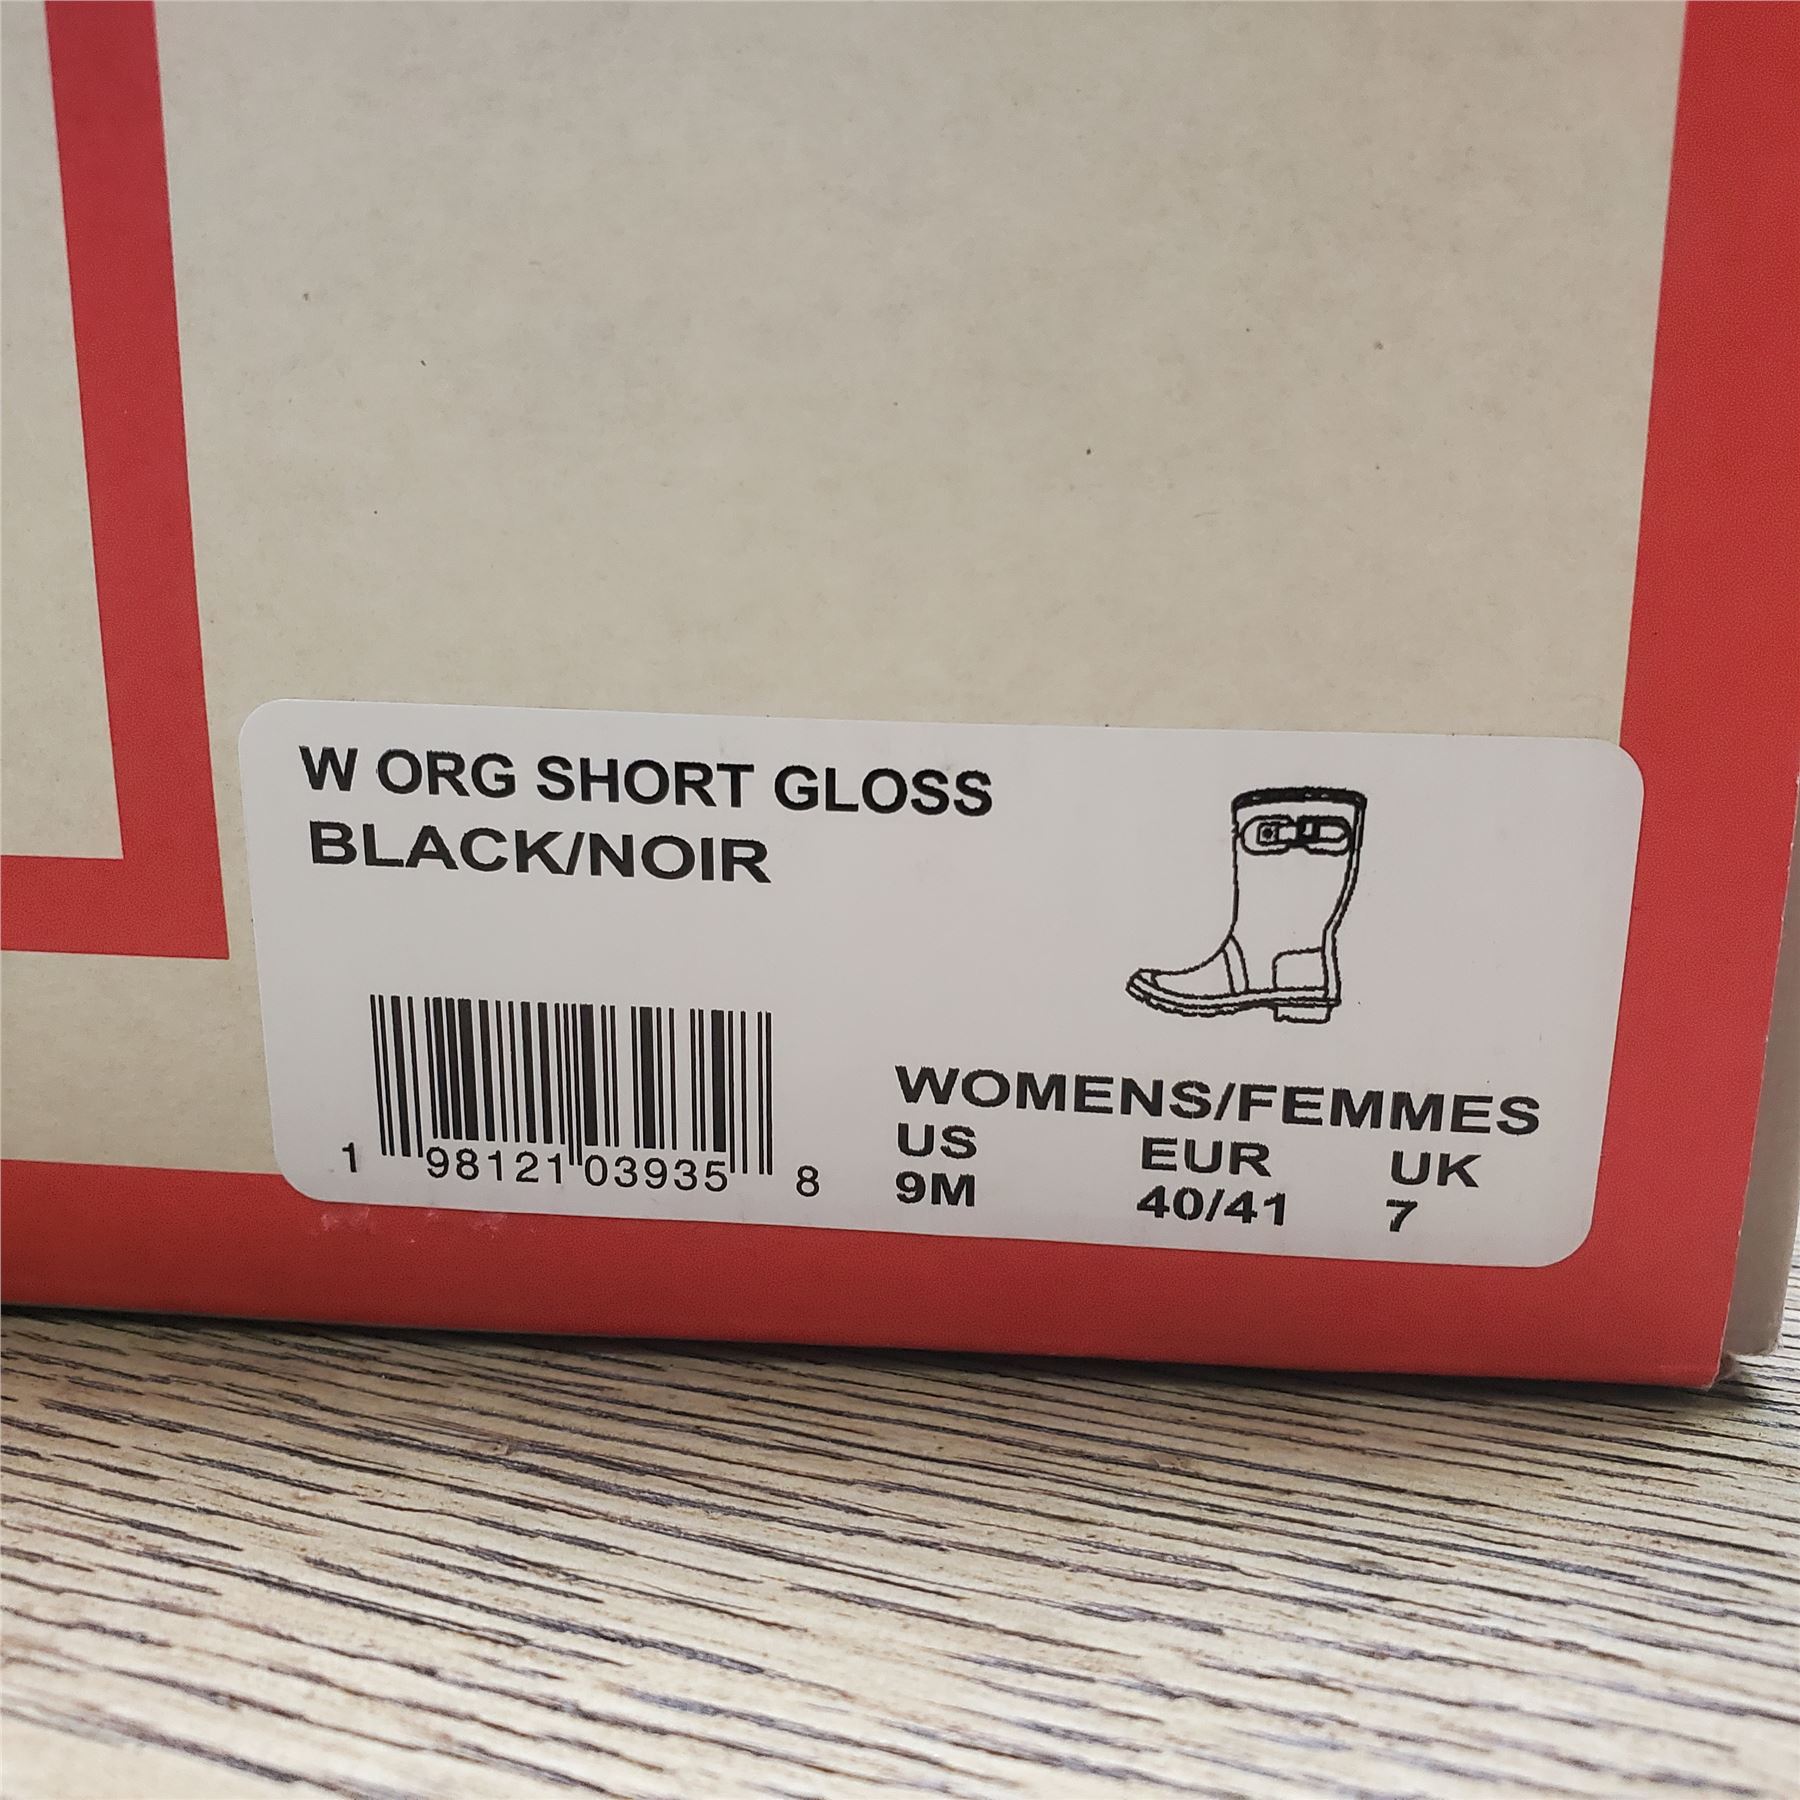 W ORG SHORT GLOSS
BLACK/NOIR
1 98121 03935 8
WOMENS/FEMMES
US EUR UK
9M 40/41 7